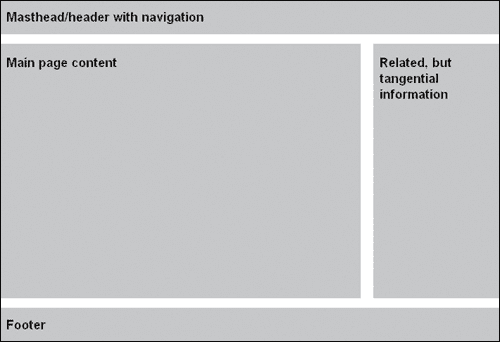 Masthead/header with navigation
Main page content
Related, but
tangential
information
Footer